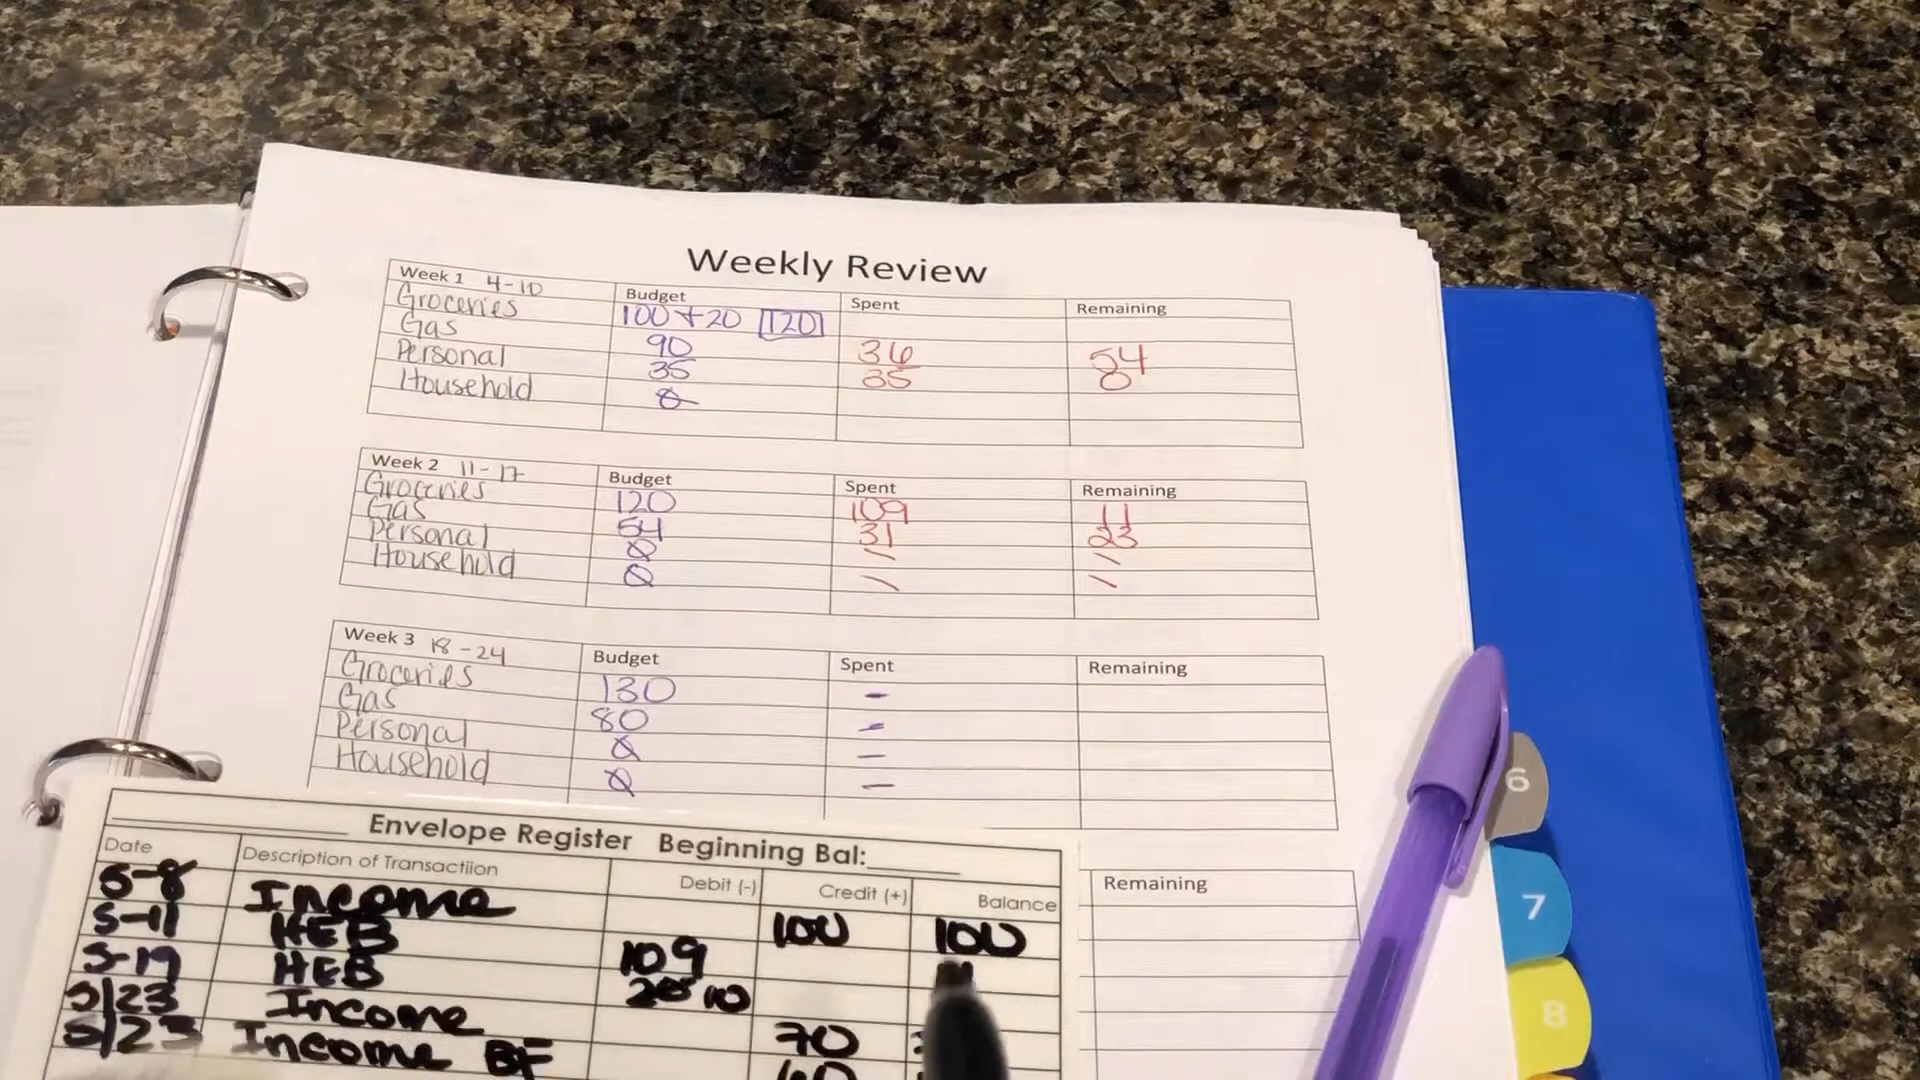 Weekly Review
Week 1 4-10 Budget Spent Remaining
Groceries 100+20 120
Gas 90 36 54
Personal 35 35 0
Household 0
Week 2 11-17 Budget Spent Remaining
Groceries 120 109 11
Gas 54 31 23
Personal 0 - -
Household 0 - -
Week 3 18-24 Budget Spent Remaining
Groceries 130 -
Gas 80 -
Personal 0 -
Household 0 -
Remaining
Envelope Register Beginning Bal:
Date Description of Transactiion Debit (-) Credit (+) Balance
5-8 Income 100 100
5-11 HEB 109
5-19 HEB 10
5/23 Income 70
5/23 Income BF
6
7
8